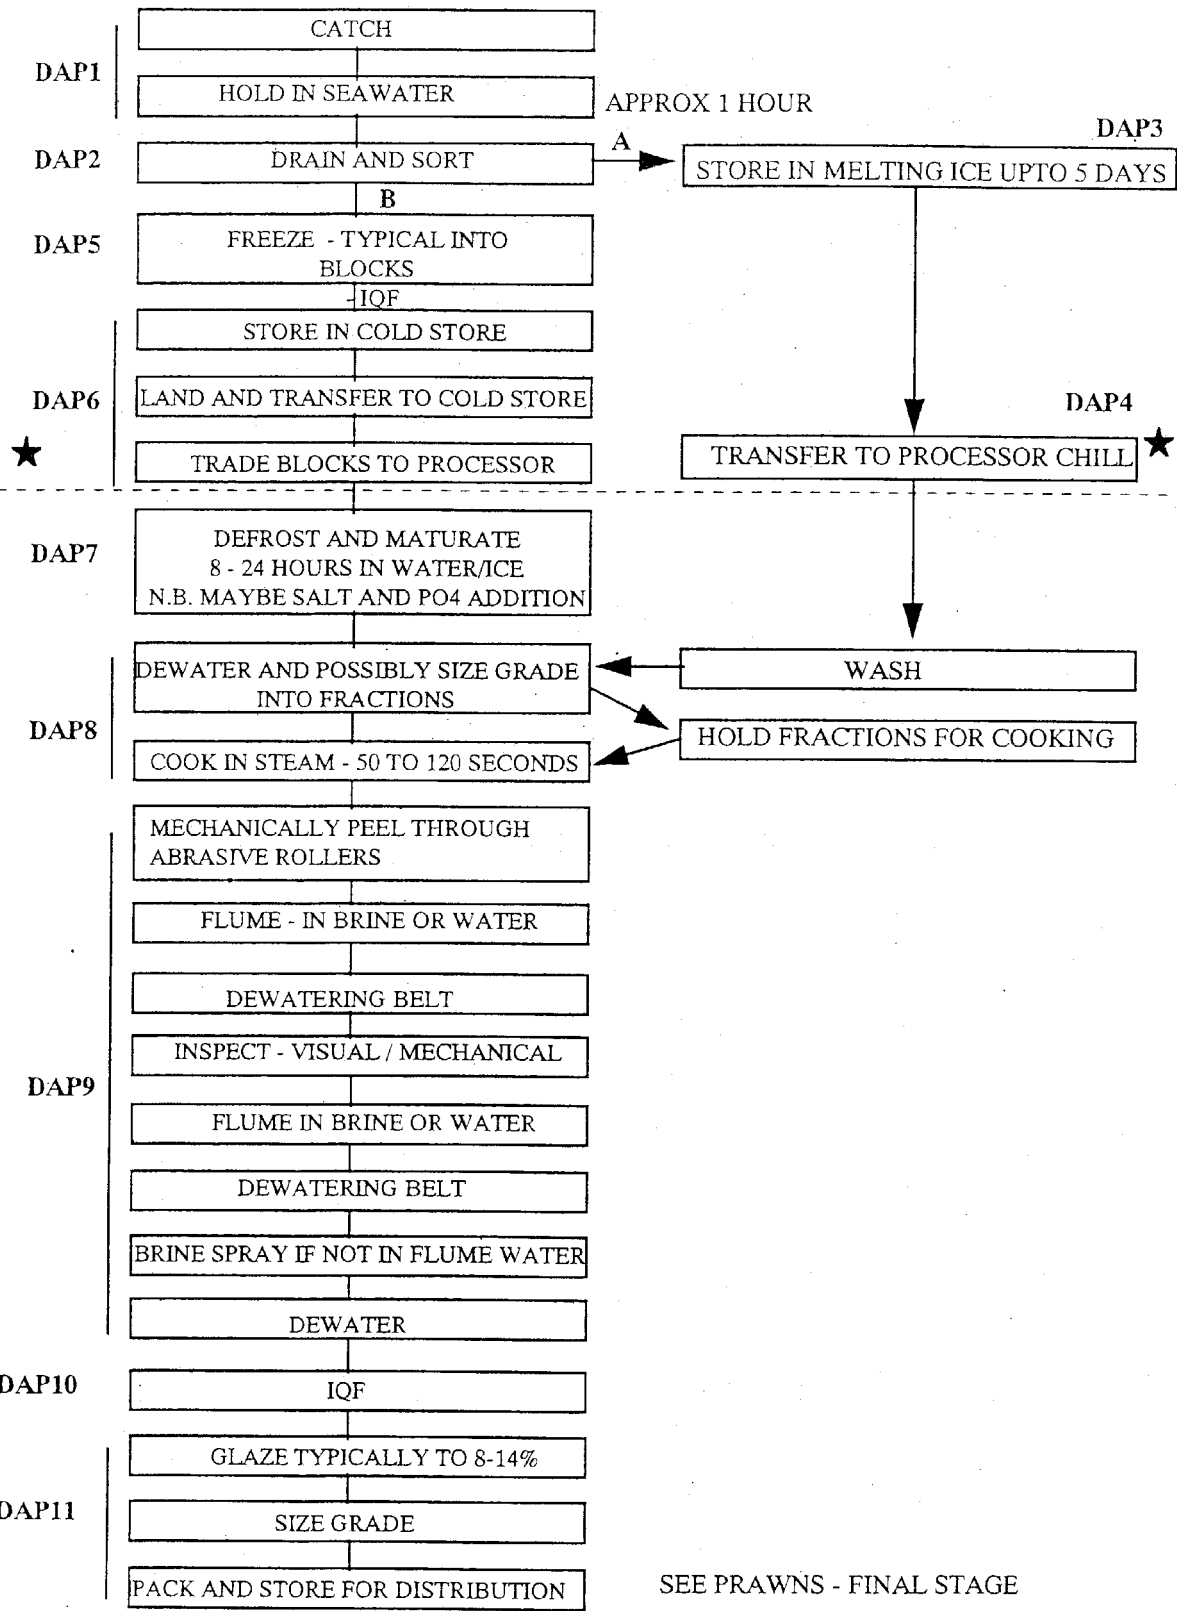 CATCH
DAP1
HOLD IN SEAWATER
APPROX 1 HOUR
DAP2
DRAIN AND SORT
A
DAP3
STORE IN MELTING ICE UPTO 5 DAYS
B
DAP5
FREEZE - TYPICAL INTO
BLOCKS
- IQF
STORE IN COLD STORE
DAP6
LAND AND TRANSFER TO COLD STORE
DAP4
TRADE BLOCKS TO PROCESSOR
TRANSFER TO PROCESSOR CHILL
DAP7
DEFROST AND MATURATE
8 - 24 HOURS IN WATER/ICE
N.B. MAYBE SALT AND PO4 ADDITION
DEWATER AND POSSIBLY SIZE GRADE
INTO FRACTIONS
WASH
DAP8
HOLD FRACTIONS FOR COOKING
COOK IN STEAM - 50 TO 120 SECONDS
MECHANICALLY PEEL THROUGH
ABRASIVE ROLLERS
FLUME - IN BRINE OR WATER
DEWATERING BELT
INSPECT - VISUAL / MECHANICAL
DAP9
FLUME IN BRINE OR WATER
DEWATERING BELT
BRINE SPRAY IF NOT IN FLUME WATER
DEWATER
DAP10
IQF
GLAZE TYPICALLY TO 8-14%
DAP11
SIZE GRADE
PACK AND STORE FOR DISTRIBUTION
SEE PRAWNS - FINAL STAGE